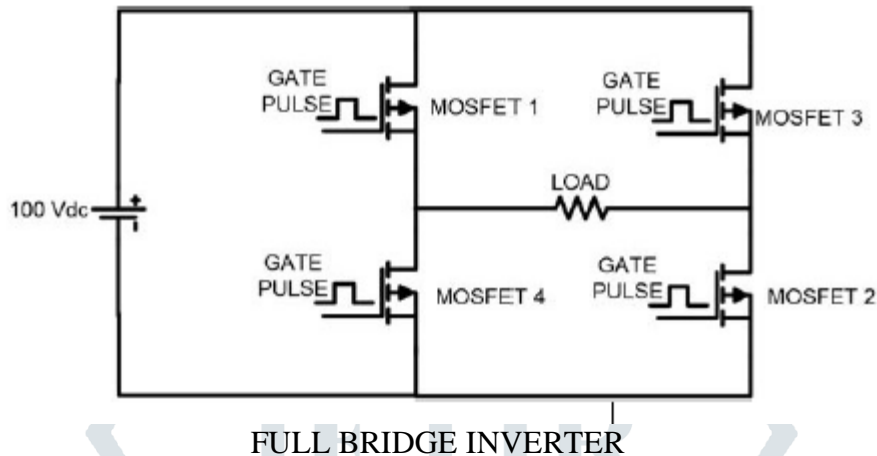 GATE
PULSE
MOSFET 1
GATE
PULSE
MOSFET 3
LOAD
100 Vdc
+
GATE
PULSE
MOSFET 4
GATE
PULSE
MOSFET 2
FULL BRIDGE INVERTER